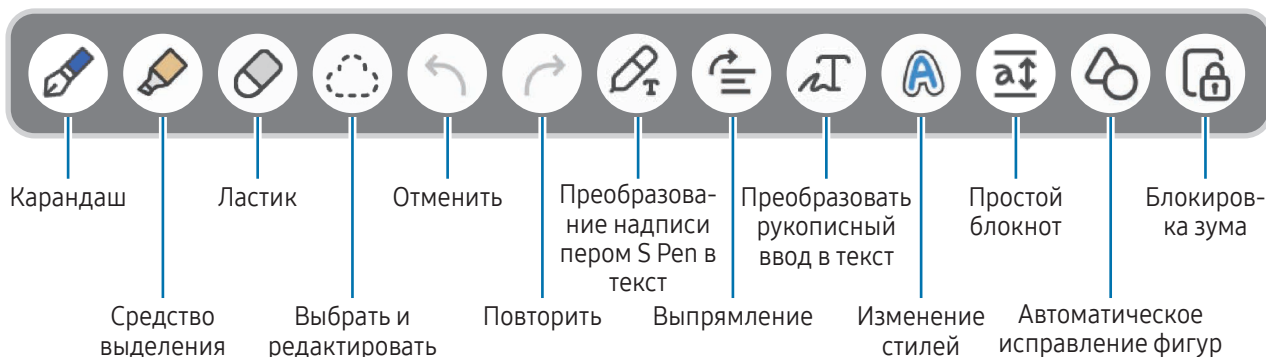 Карандаш
Ластик
Отменить
Преобразова-
ние надписи
пером S Pen в
текст
Преобразовать
рукописный
ввод в текст
Простой
блокнот
Блокиров-
ка зума
Средство
выделения
Выбрать и
редактировать
Повторить
Выпрямление
Изменение
стилей
Автоматическое
исправление фигур